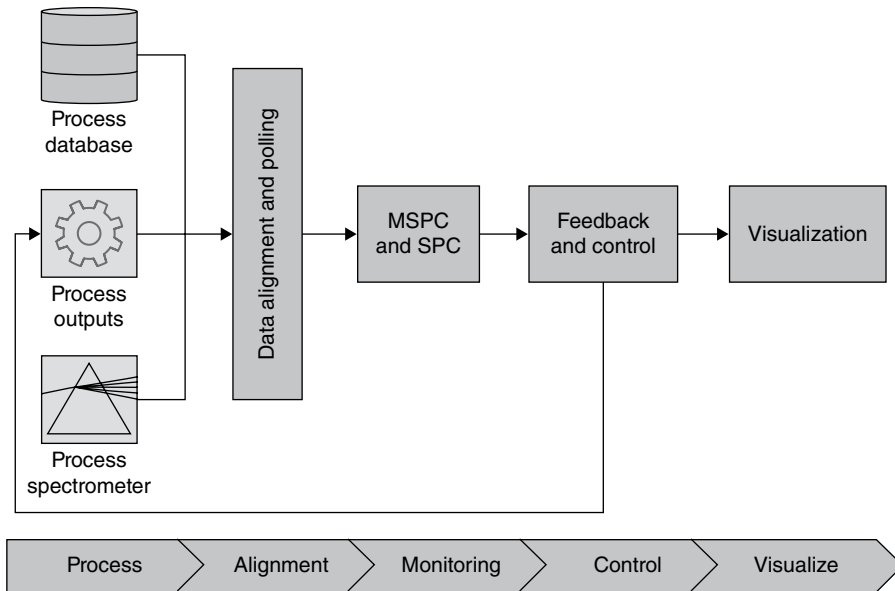 Process
database
Process
outputs
Process
spectrometer
Data alignment and polling
MSPC
and SPC
Feedback
and control
Visualization
Process
Alignment
Monitoring
Control
Visualize